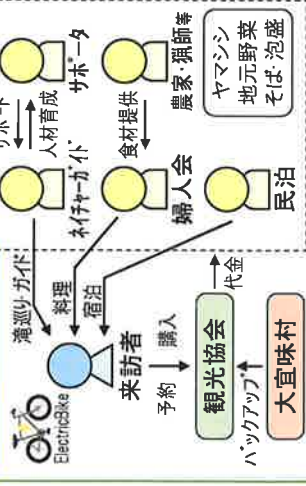 ElectricBike
来訪者
滝巡り・ガイド
料理
宿泊
ネイチャーガイド
人材育成
サポータ
婦人会
食材提供
農家・猟師等
民泊
ヤマシシ
地元野菜
そば・泡盛
予約
購入
観光協会
代金
バックアップ
大宜味村